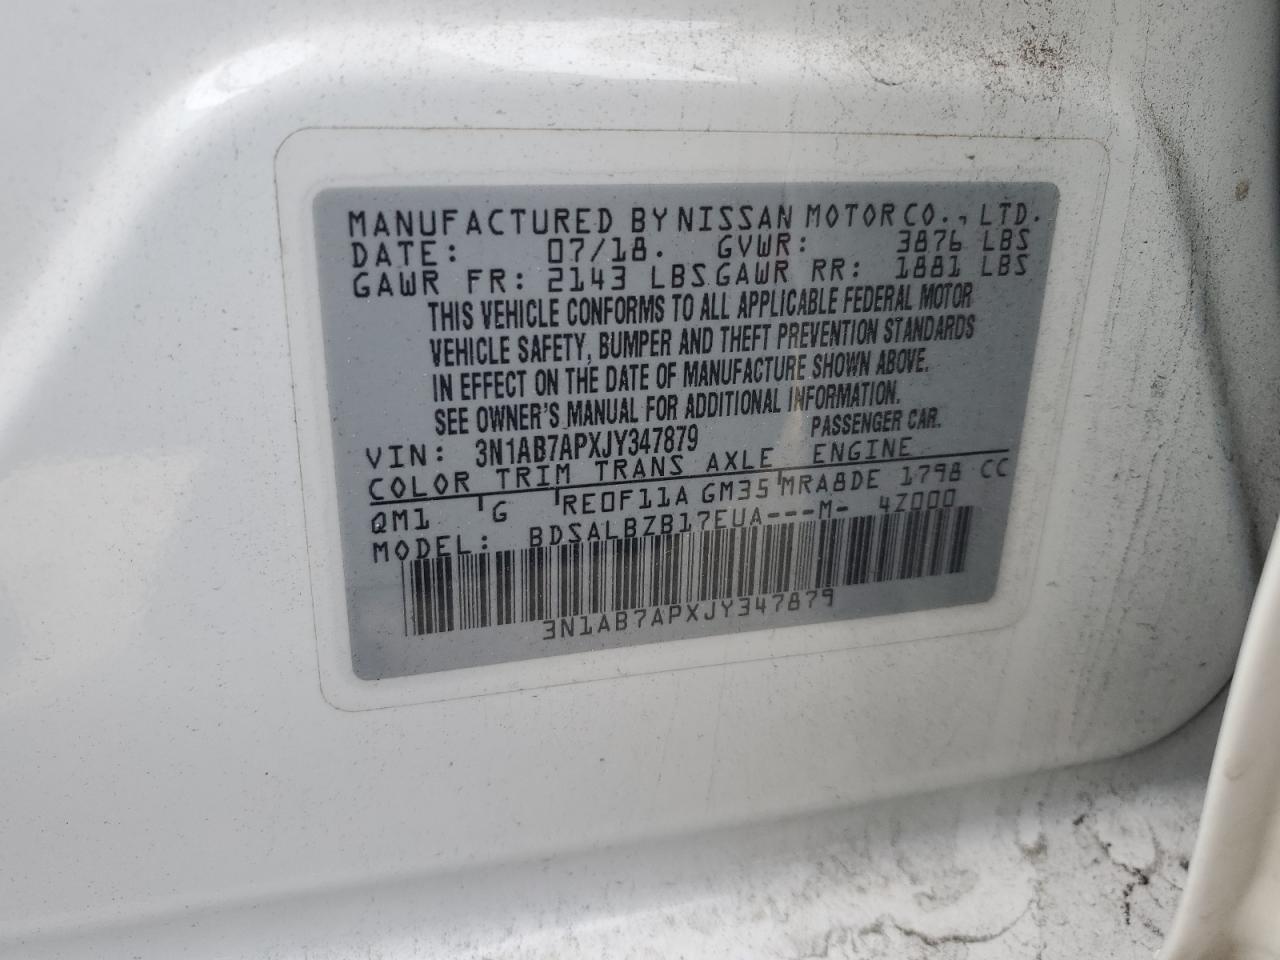 MANUFACTURED BY NISSAN MOTOR CO., LTD.
DATE: 07/18. GVWR: 3876 LBS
GAWR FR: 2143 LBS GAWR RR: 1881 LBS
THIS VEHICLE CONFORMS TO ALL APPLICABLE FEDERAL MOTOR
VEHICLE SAFETY, BUMPER AND THEFT PREVENTION STANDARDS
IN EFFECT ON THE DATE OF MANUFACTURE SHOWN ABOVE.
SEE OWNER'S MANUAL FOR ADDITIONAL INFORMATION.
VIN: 3N1AB7APXJY347879 PASSENGER CAR.
COLOR TRIM TRANS AXLE ENGINE
QM1 G RE0F11A GM35 MRA8DE 1798 CC
MODEL: BDSALBZB17EUA---M- 4Z000
3N1AB7APXJY347879